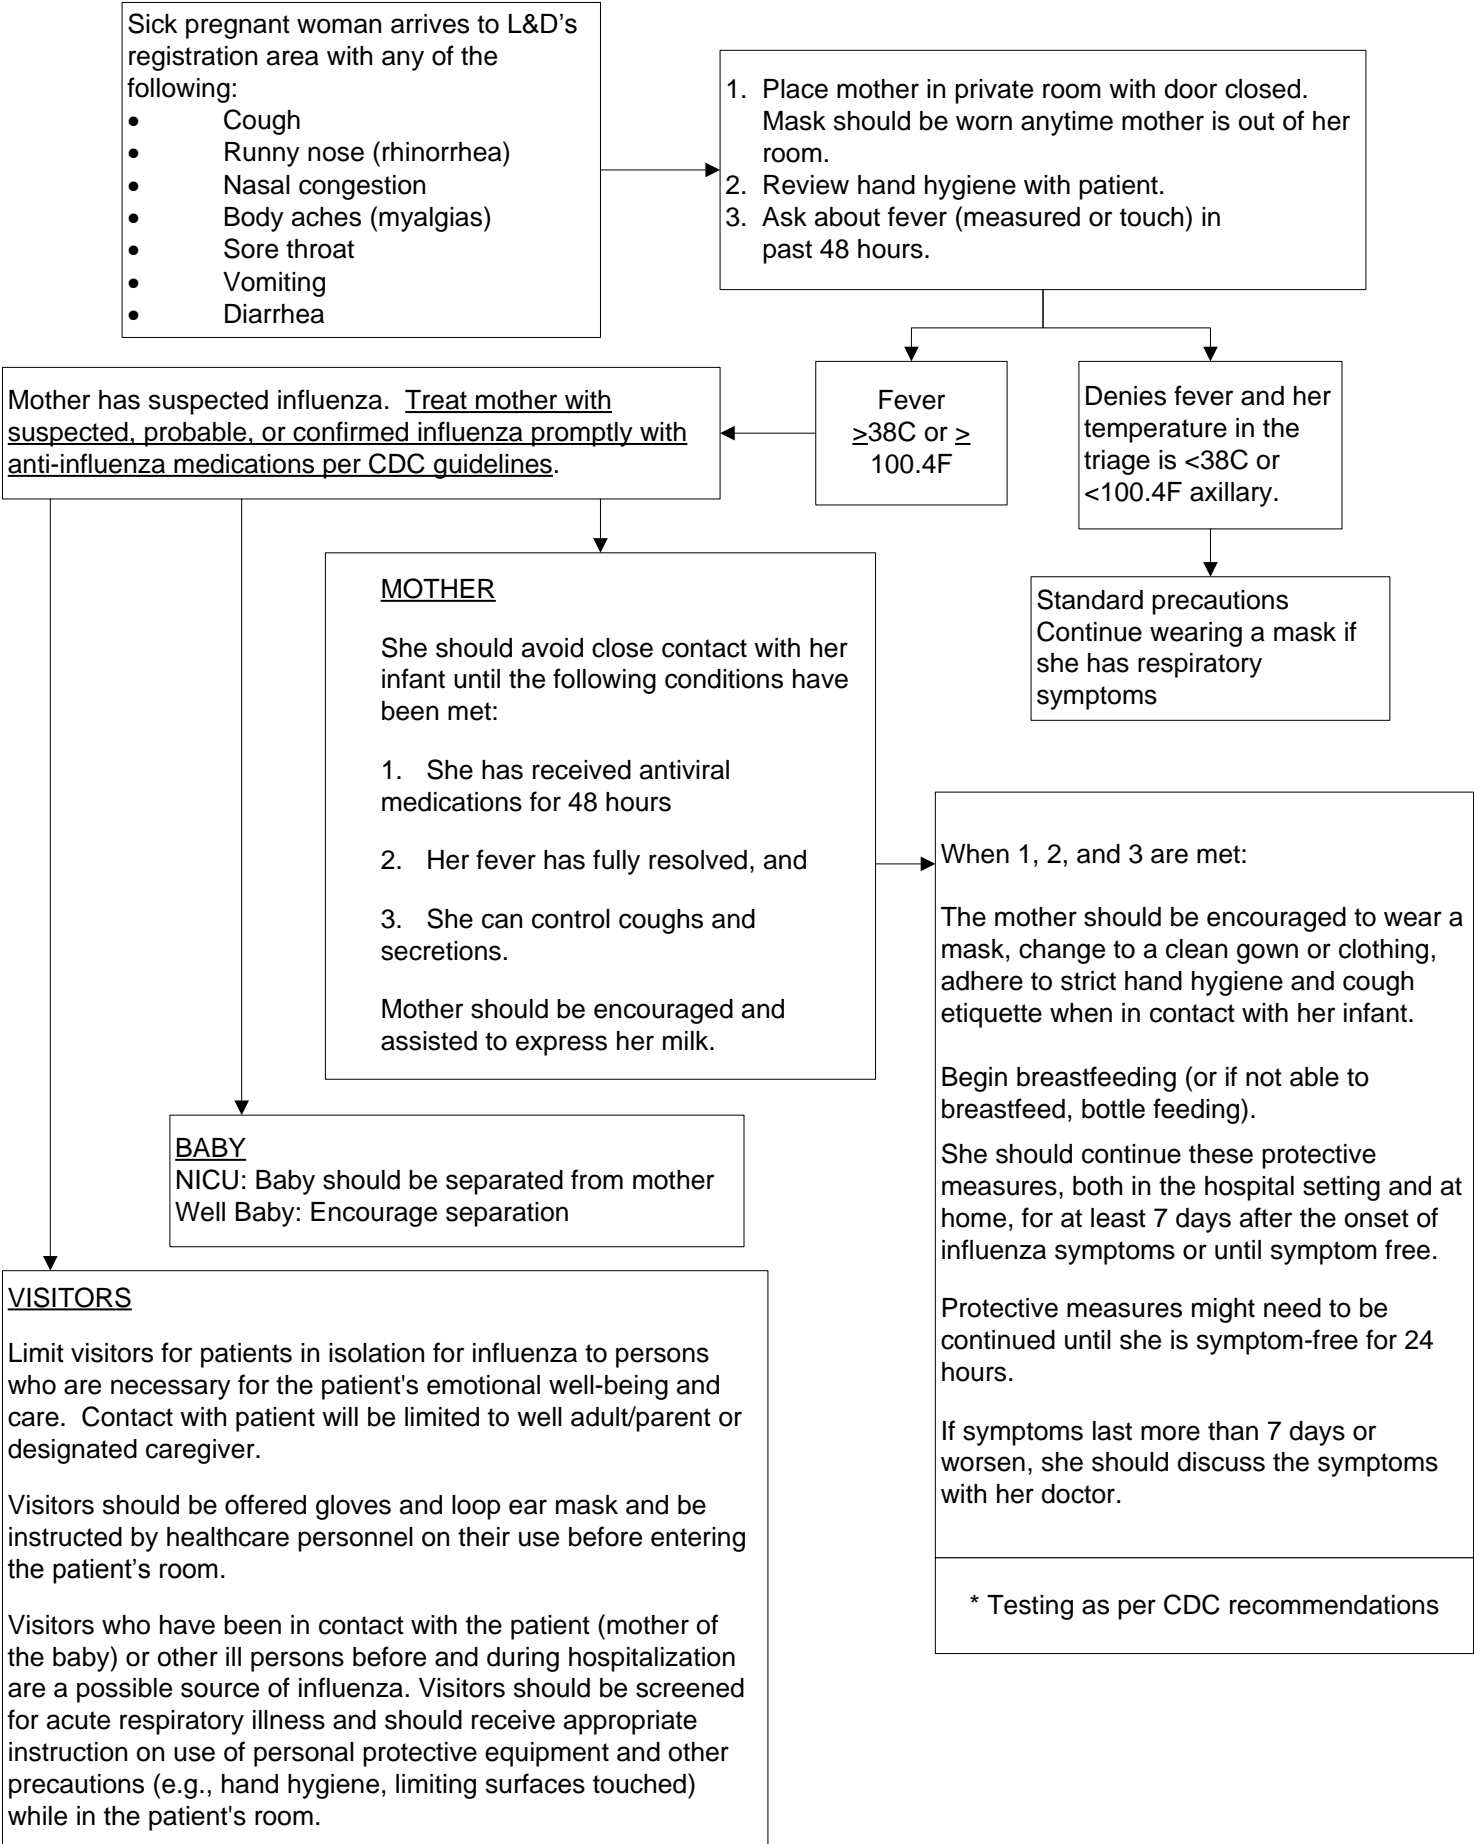 Sick pregnant woman arrives to L&D’s
registration area with any of the
following:
• Cough
• Runny nose (rhinorrhea)
• Nasal congestion
• Body aches (myalgias)
• Sore throat
• Vomiting
• Diarrhea
1. Place mother in private room with door closed.
Mask should be worn anytime mother is out of her
room.
2. Review hand hygiene with patient.
3. Ask about fever (measured or touch) in
past 48 hours.
Mother has suspected influenza. Treat mother with
suspected, probable, or confirmed influenza promptly with
anti-influenza medications per CDC guidelines.
Fever
≥38C or ≥
100.4F
Denies fever and her
temperature in the
triage is <38C or
<100.4F axillary.
Standard precautions
Continue wearing a mask if
she has respiratory
symptoms
MOTHER
She should avoid close contact with her
infant until the following conditions have
been met:
1. She has received antiviral
medications for 48 hours
2. Her fever has fully resolved, and
3. She can control coughs and
secretions.
Mother should be encouraged and
assisted to express her milk.
When 1, 2, and 3 are met:
The mother should be encouraged to wear a
mask, change to a clean gown or clothing,
adhere to strict hand hygiene and cough
etiquette when in contact with her infant.
Begin breastfeeding (or if not able to
breastfeed, bottle feeding).
She should continue these protective
measures, both in the hospital setting and at
home, for at least 7 days after the onset of
influenza symptoms or until symptom free.
Protective measures might need to be
continued until she is symptom-free for 24
hours.
If symptoms last more than 7 days or
worsen, she should discuss the symptoms
with her doctor.
* Testing as per CDC recommendations
BABY
NICU: Baby should be separated from mother
Well Baby: Encourage separation
VISITORS
Limit visitors for patients in isolation for influenza to persons
who are necessary for the patient's emotional well-being and
care. Contact with patient will be limited to well adult/parent or
designated caregiver.
Visitors should be offered gloves and loop ear mask and be
instructed by healthcare personnel on their use before entering
the patient’s room.
Visitors who have been in contact with the patient (mother of
the baby) or other ill persons before and during hospitalization
are a possible source of influenza. Visitors should be screened
for acute respiratory illness and should receive appropriate
instruction on use of personal protective equipment and other
precautions (e.g., hand hygiene, limiting surfaces touched)
while in the patient's room.